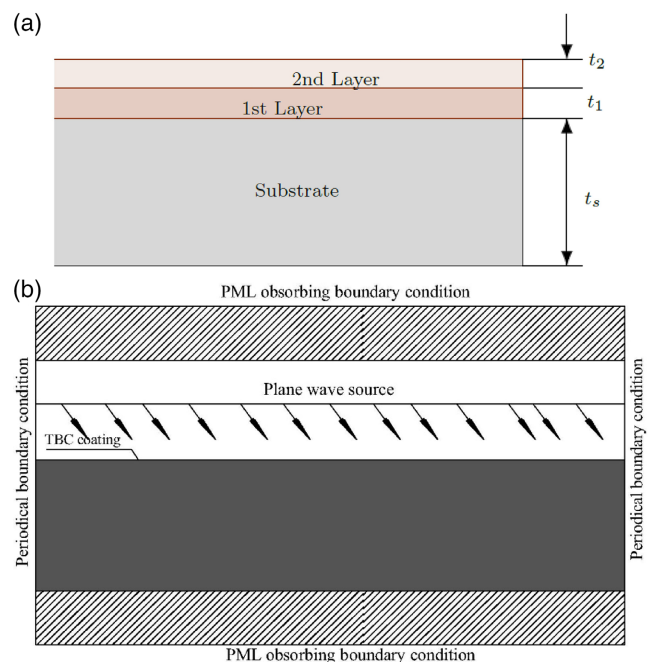 (a)
t₂
2nd Layer
t₁
1st Layer
Substrate
tₛ
(b)
PML obsorbing boundary condition
Periodical boundary condition
Plane wave source
TBC coating
Periodical boundary condition
PML obsorbing boundary condition